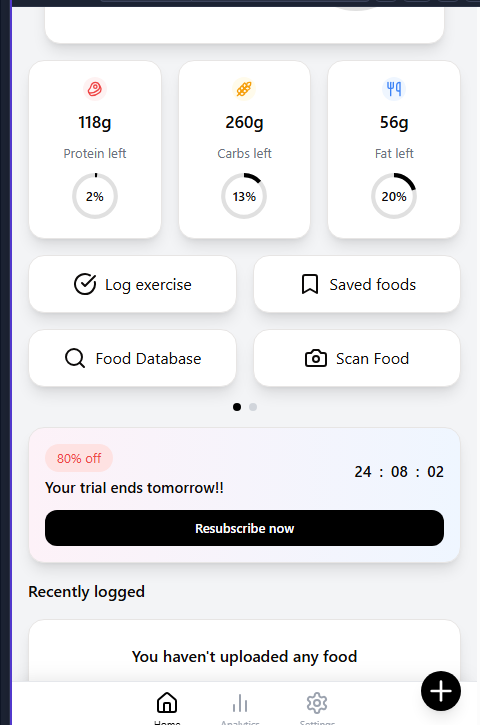 118g
Protein left
2%
260g
Carbs left
13%
56g
Fat left
20%
Log exercise
Saved foods
Food Database
Scan Food
80% off
Your trial ends tomorrow!!
24 : 08 : 02
Resubscribe now
Recently logged
You haven't uploaded any food
Home
Analytics
Settings